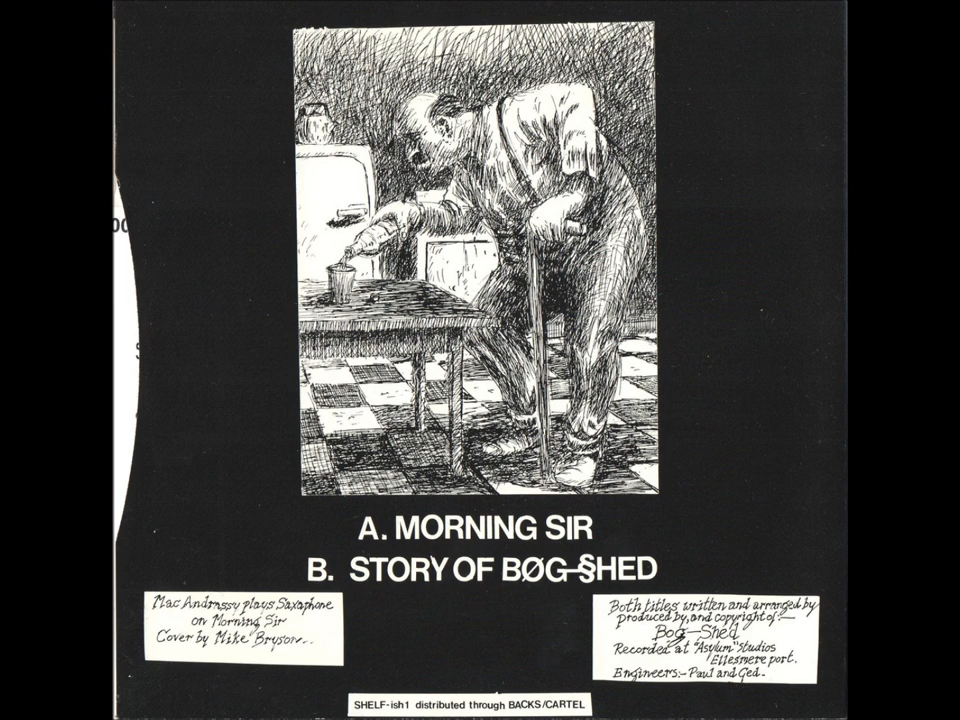 A. MORNING SIR
B. STORY OF BØG-§HED
Mac Andrassy plays Saxaphone
on Morning Sir
Cover by Mike Bryson..
Both titles written and arranged by
produced by, and copyright of:—
Bog-Shed
Recorded at "Asylum" Studios
Ellesmere port.
Engineers:- Paul and Ged.
SHELF-ish1 distributed through BACKS/CARTEL